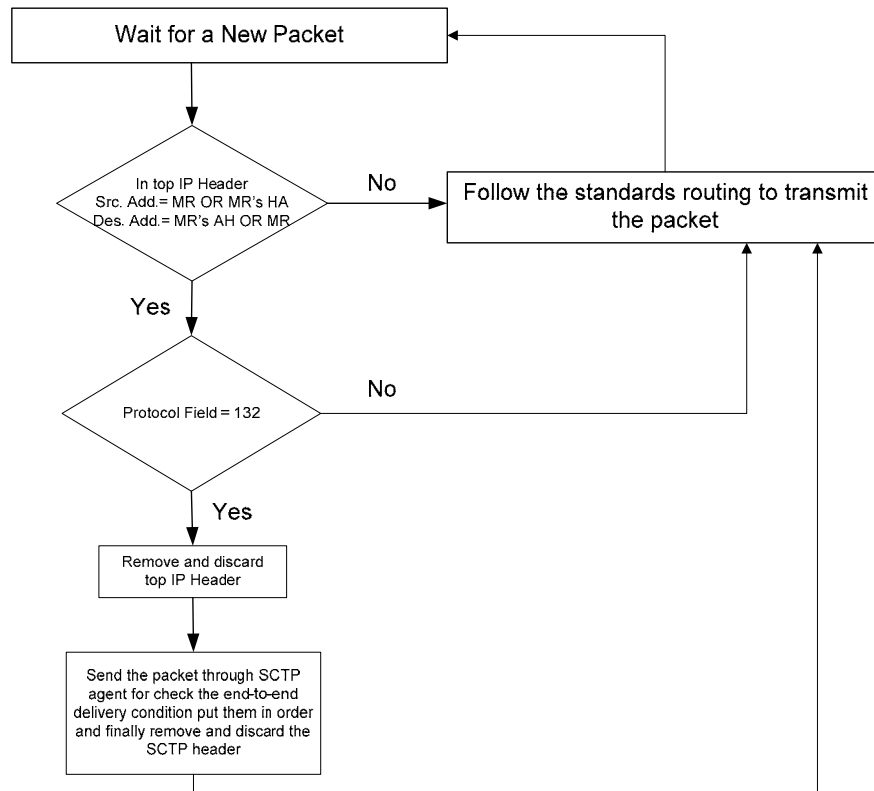 Wait for a New Packet
In top IP Header
Src. Add.= MR OR MR's HA
Des. Add.= MR's AH OR MR
No
Follow the standards routing to transmit
the packet
Yes
Protocol Field = 132
No
Yes
Remove and discard
top IP Header
Send the packet through SCTP
agent for check the end-to-end
delivery condition put them in order
and finally remove and discard the
SCTP header